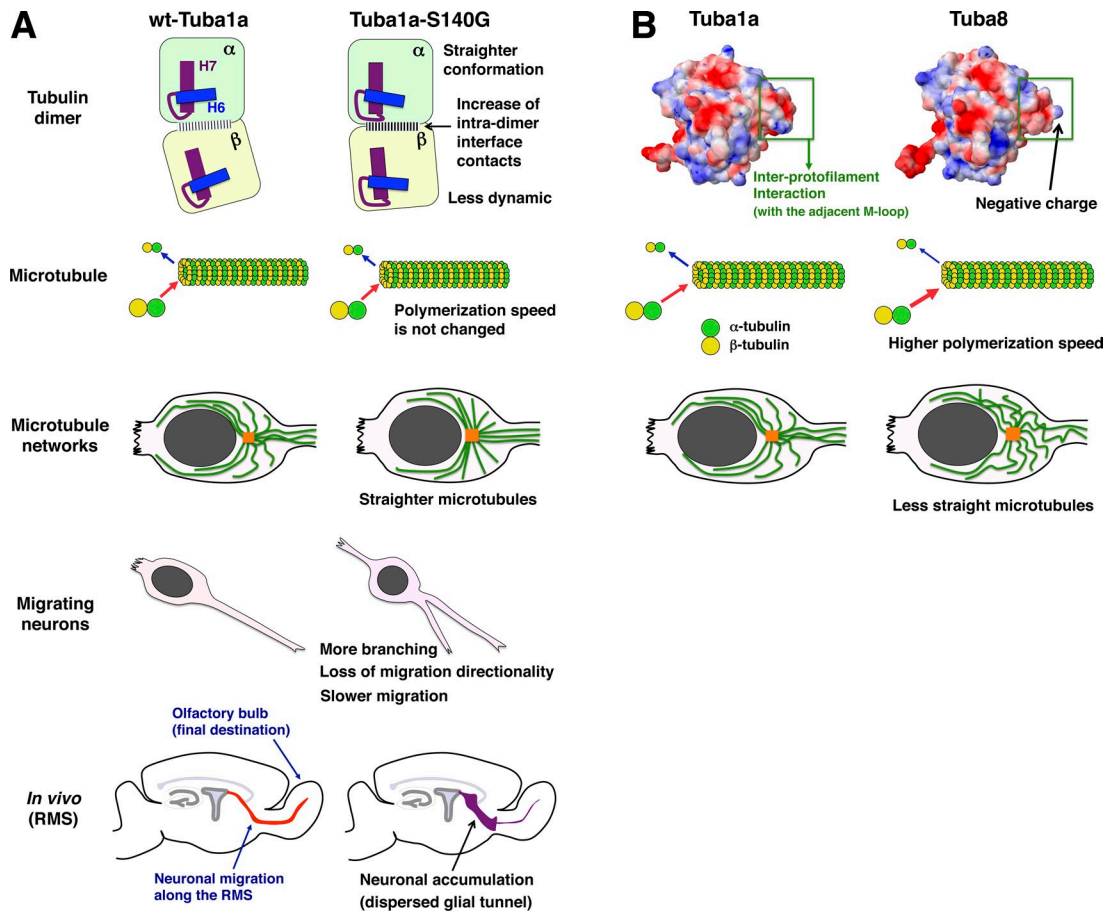 A
wt-Tuba1a
Tuba1a-S140G
Tubulin
dimer
α
H7
H6
β
α
β
Straighter
conformation
Increase of
intra-dimer
interface
contacts
Less dynamic
Microtubule
Polymerization speed
is not changed
Microtubule
networks
Straighter microtubules
Migrating
neurons
More branching
Loss of migration directionality
Slower migration
In vivo
(RMS)
Olfactory bulb
(final destination)
Neuronal migration
along the RMS
Neuronal accumulation
(dispersed glial tunnel)
B
Tuba1a
Tuba8
Inter-protofilament
Interaction
(with the adjacent M-loop)
Negative charge
α-tubulin
β-tubulin
Higher polymerization speed
Less straight microtubules